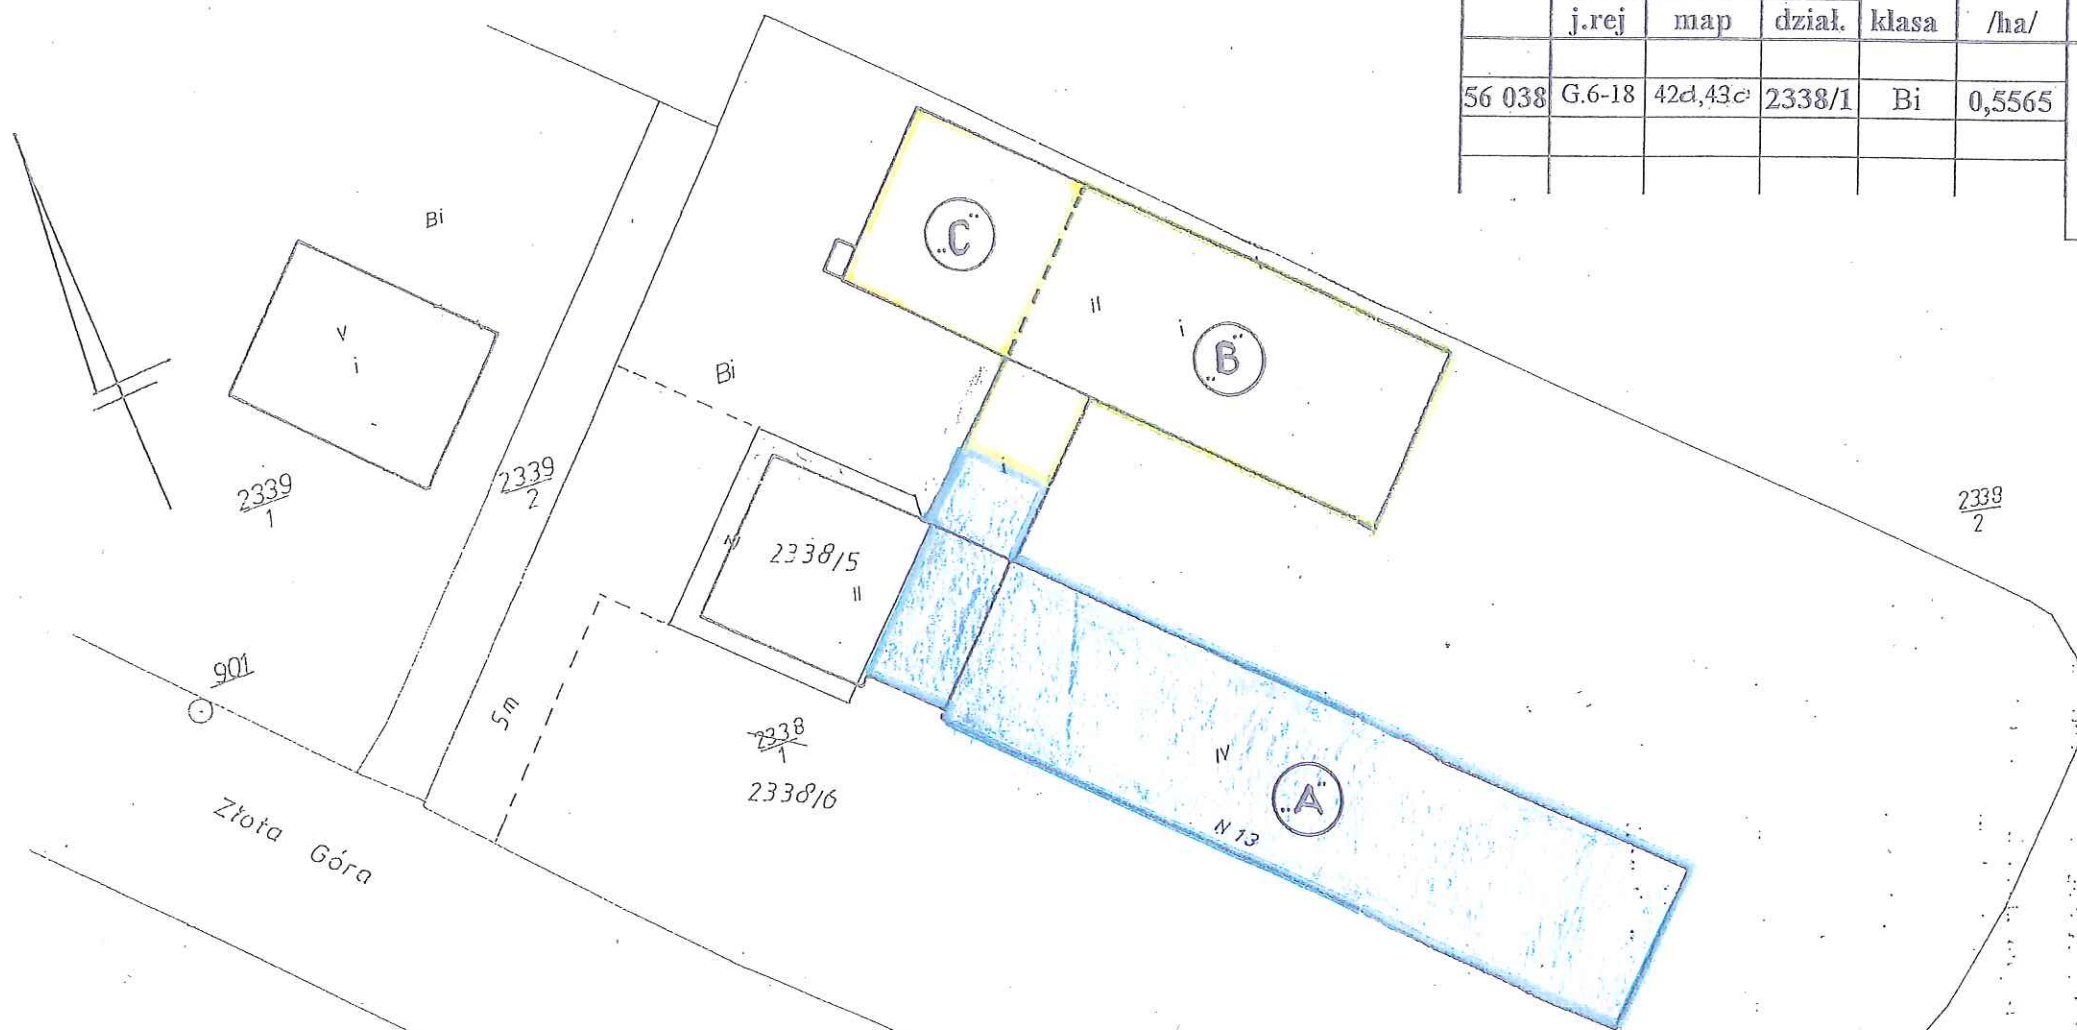 j.rej map dział. klasa /ha/
56 038 G.6-18 42d,43c 2338/1 Bi 0,5565
Bi
„C"
II
i
„B"
V
i
Bi
2339
1
2339
2
2338
2
2338/5
II
901
5m
2338
1
2338/6
IV
„A"
N 13
Złota Góra